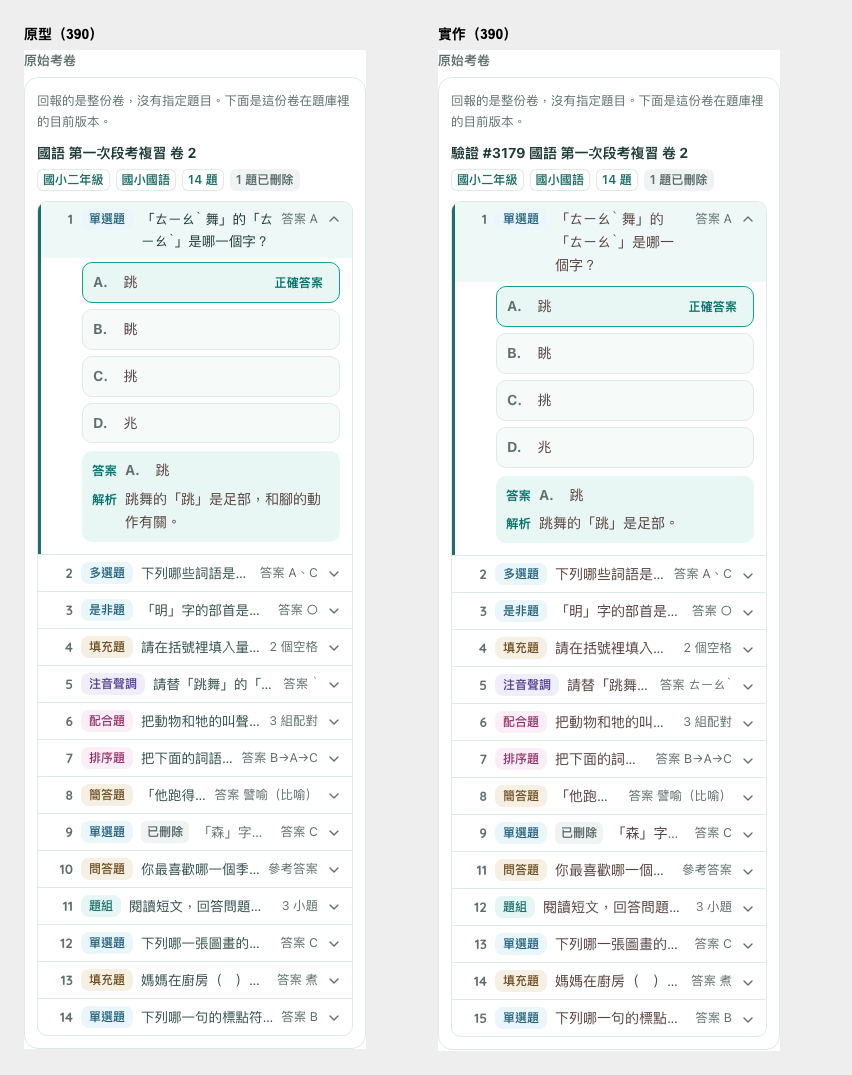 原型（390）
原始考卷
回報的是整份卷，沒有指定題目。下面是這份卷在題庫裡
的目前版本。
國語 第一次段考複習 卷 2
國小二年級 國小國語 14 題 1 題已刪除
1 單選題 「ㄊㄧㄠˋ 舞」的「ㄊ 答案 A
ㄧㄠˋ」是哪一個字？
A. 跳 正確答案
B. 眺
C. 挑
D. 兆
答案 A. 跳
解析 跳舞的「跳」是足部，和腳的動
作有關。
2 多選題 下列哪些詞語是... 答案 A、C
3 是非題 「明」字的部首是... 答案 ○
4 填充題 請在括號裡填入量... 2 個空格
5 注音聲調 請替「跳舞」的「... 答案 ˋ
6 配合題 把動物和牠的叫聲... 3 組配對
7 排序題 把下面的詞語... 答案 B→A→C
8 簡答題 「他跑得... 答案 譬喻（比喻）
9 單選題 已刪除 「森」字... 答案 C
10 問答題 你最喜歡哪一個季... 參考答案
11 題組 閱讀短文，回答問題... 3 小題
12 單選題 下列哪一張圖畫的... 答案 C
13 填充題 媽媽在廚房（　）... 答案 煮
14 單選題 下列哪一句的標點符... 答案 B
實作（390）
原始考卷
回報的是整份卷，沒有指定題目。下面是這份卷在題庫裡
的目前版本。
驗證 #3179 國語 第一次段考複習 卷 2
國小二年級 國小國語 14 題 1 題已刪除
1 單選題 「ㄊㄧㄠˋ 舞」的 答案 A
「ㄊㄧㄠˋ」是哪一
個字？
A. 跳 正確答案
B. 眺
C. 挑
D. 兆
答案 A. 跳
解析 跳舞的「跳」是足部。
2 多選題 下列哪些詞語是... 答案 A、C
3 是非題 「明」字的部首是... 答案 ○
4 填充題 請在括號裡填入... 2 個空格
5 注音聲調 請替「跳舞... 答案 ㄊㄧㄠˋ
6 配合題 把動物和牠的叫... 3 組配對
7 排序題 把下面的詞... 答案 B→A→C
8 簡答題 「他跑... 答案 譬喻（比喻）
9 單選題 已刪除 「森」字... 答案 C
11 問答題 你最喜歡哪一個... 參考答案
12 題組 閱讀短文，回答問題... 3 小題
13 單選題 下列哪一張圖畫的... 答案 C
14 填充題 媽媽在廚房（　）... 答案 煮
15 單選題 下列哪一句的標點... 答案 B